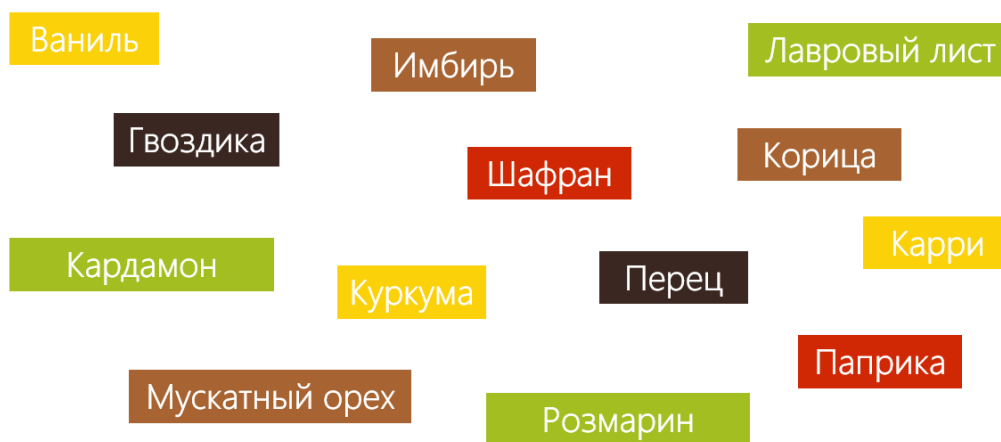 Ваниль
Имбирь
Лавровый лист
Гвоздика
Шафран
Корица
Карри
Кардамон
Куркума
Перец
Паприка
Мускатный орех
Розмарин